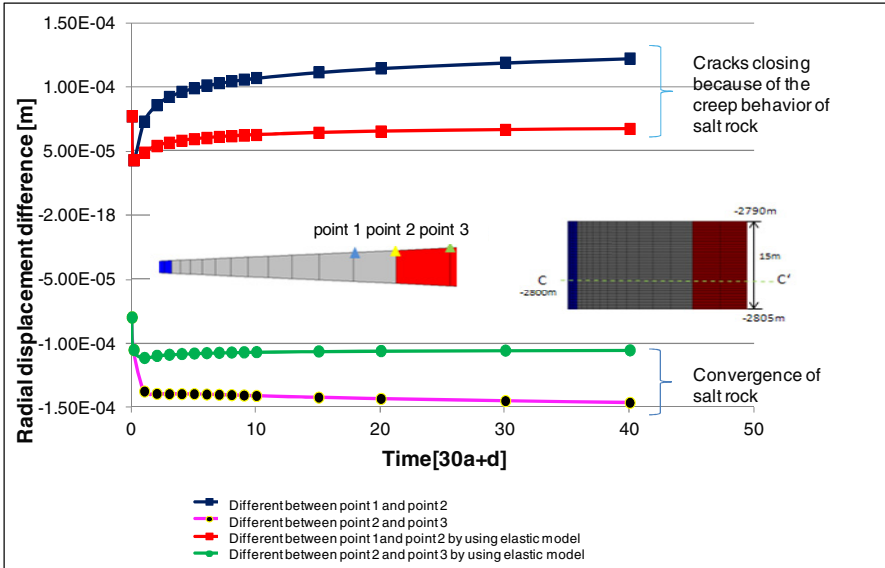 1.50E-04
1.00E-04
5.00E-05
-2.00E-18
-5.00E-05
-1.00E-04
-1.50E-04
Radial displacement difference [m]
Cracks closing
because of the
creep behavior of
salt rock
point 1 point 2 point 3
-2790m
15m
C
C'
-2800m
-2805m
Convergence of
salt rock
0
10
20
30
40
50
Time[30a+d]
Different between point 1 and point 2
Different between point 2 and point 3
Different between point 1and point 2 by using elastic model
Different between point 2 and point 3 by using elastic model